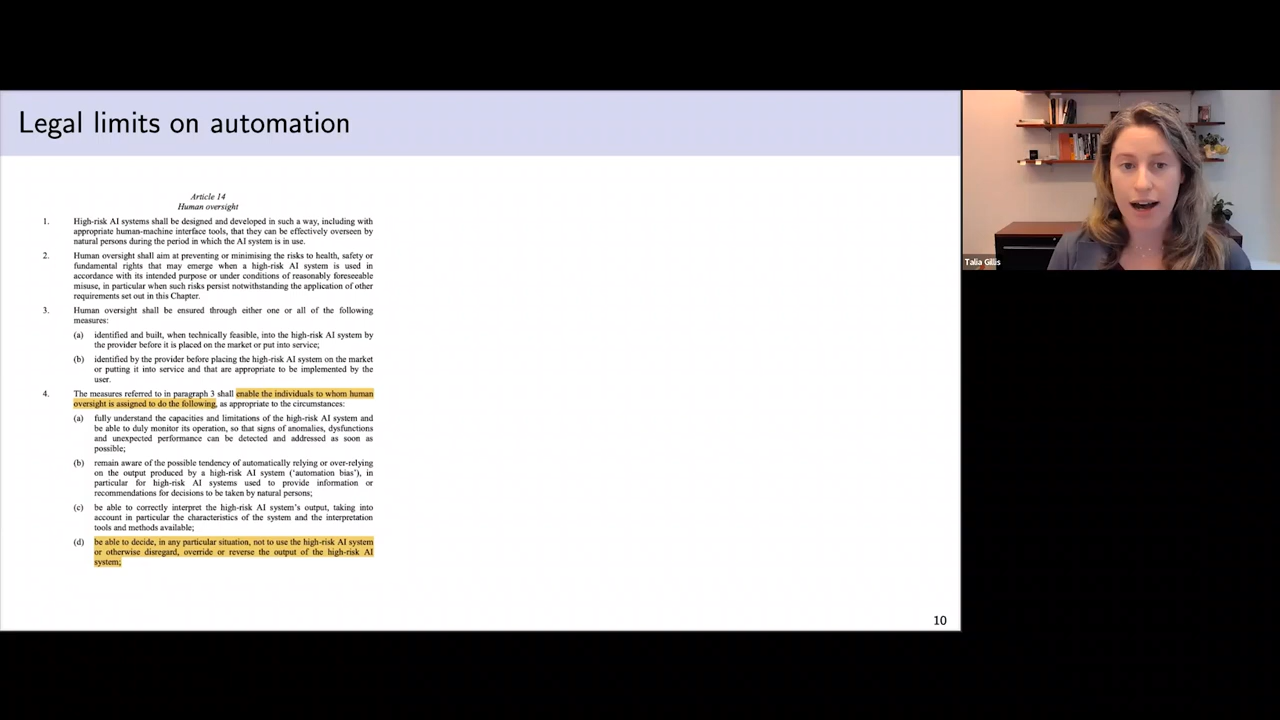 Legal limits on automation
Article 14
Human oversight
1. High-risk AI systems shall be designed and developed in such a way, including with
appropriate human-machine interface tools, that they can be effectively overseen by
natural persons during the period in which the AI system is in use.
2. Human oversight shall aim at preventing or minimising the risks to health, safety or
fundamental rights that may emerge when a high-risk AI system is used in
accordance with its intended purpose or under conditions of reasonably foreseeable
misuse, in particular when such risks persist notwithstanding the application of other
requirements set out in this Chapter.
3. Human oversight shall be ensured through either one or all of the following
measures:
(a) identified and built, when technically feasible, into the high-risk AI system by
the provider before it is placed on the market or put into service;
(b) identified by the provider before placing the high-risk AI system on the market
or putting it into service and that are appropriate to be implemented by the
user.
4. The measures referred to in paragraph 3 shall enable the individuals to whom human
oversight is assigned to do the following, as appropriate to the circumstances:
(a) fully understand the capacities and limitations of the high-risk AI system and
be able to duly monitor its operation, so that signs of anomalies, dysfunctions
and unexpected performance can be detected and addressed as soon as
possible;
(b) remain aware of the possible tendency of automatically relying or over-relying
on the output produced by a high-risk AI system ('automation bias'), in
particular for high-risk AI systems used to provide information or
recommendations for decisions to be taken by natural persons;
(c) be able to correctly interpret the high-risk AI system's output, taking into
account in particular the characteristics of the system and the interpretation
tools and methods available;
(d) be able to decide, in any particular situation, not to use the high-risk AI system
or otherwise disregard, override or reverse the output of the high-risk AI
system;
10
Talia Gillis